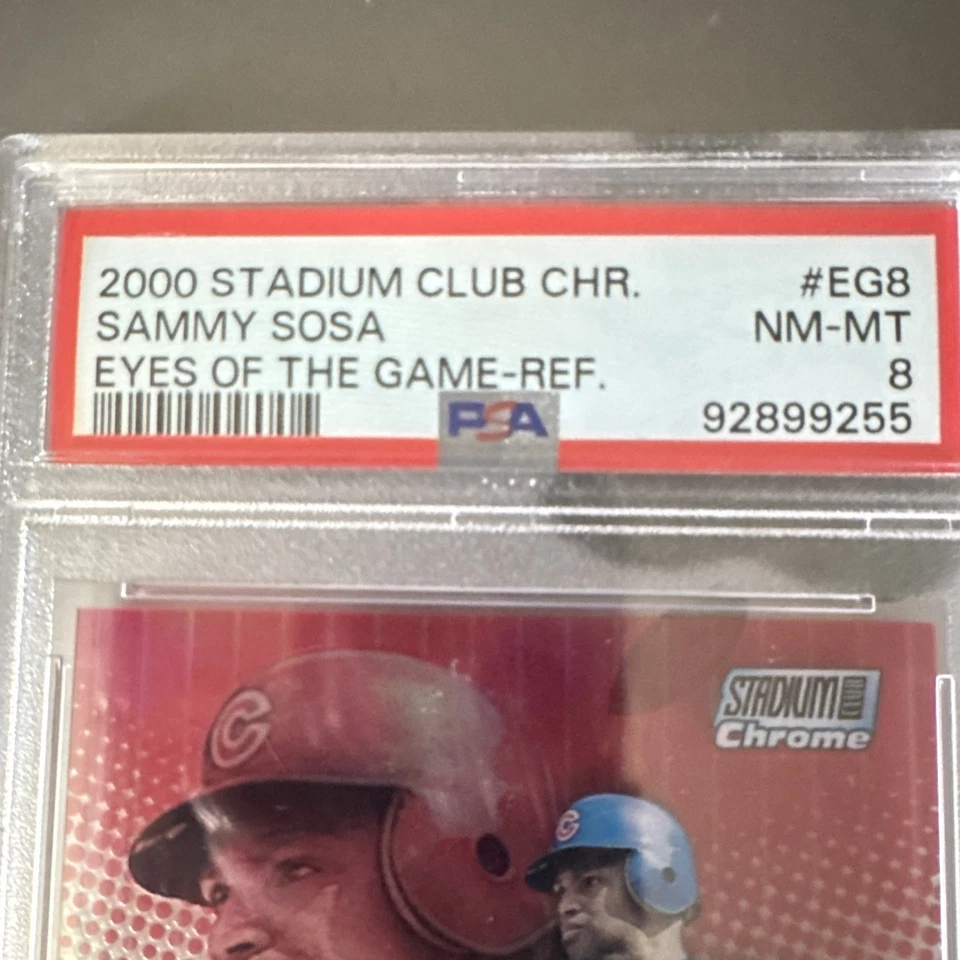 2000 STADIUM CLUB CHR. #EG8
SAMMY SOSA NM-MT
EYES OF THE GAME-REF. 8
PSA 92899255
C
STADIUM CLUB
Chrome
C